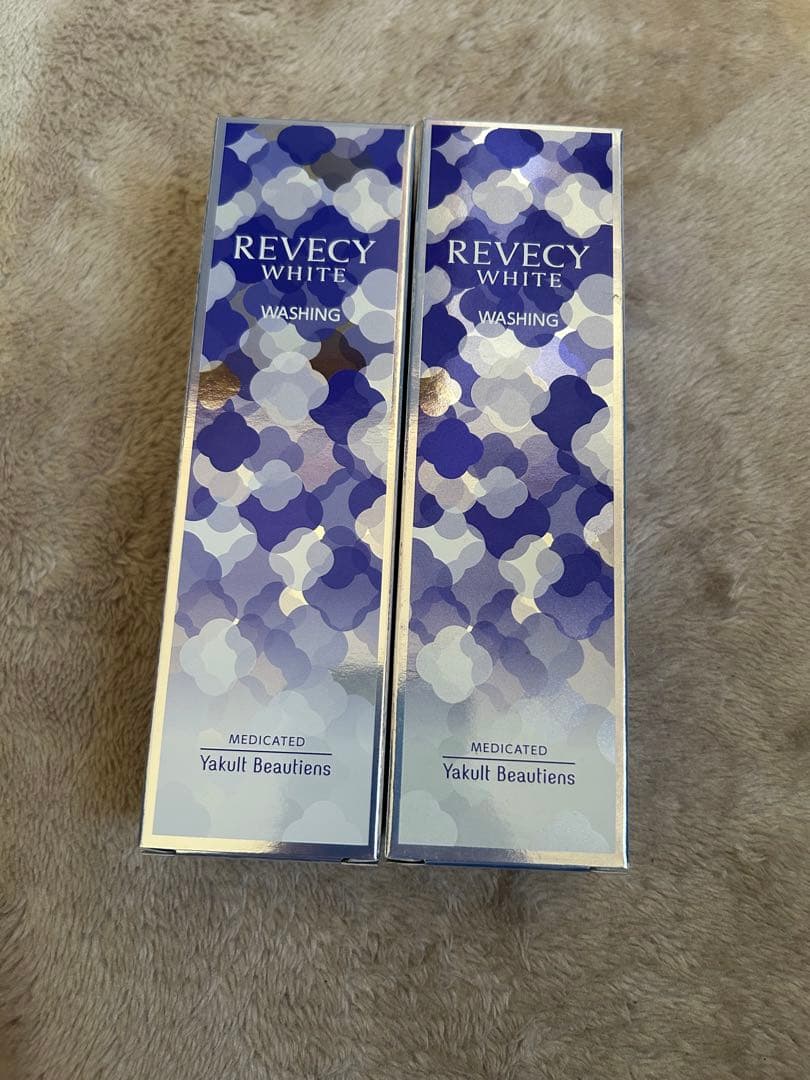 REVECY
WHITE
WASHING
MEDICATED
Yakult Beautiens
REVECY
WHITE
WASHING
MEDICATED
Yakult Beautiens